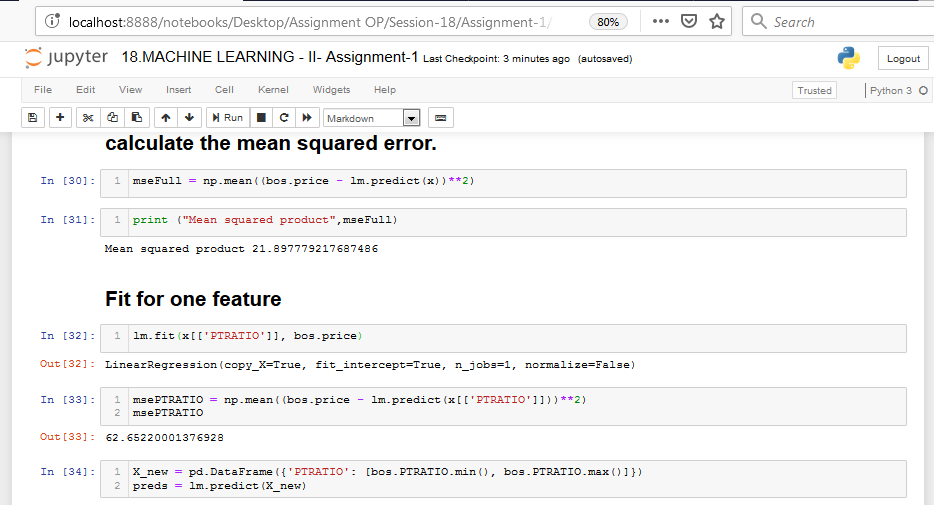 localhost:8888/notebooks/Desktop/Assignment OP/Session-18/Assignment-1/
80%
Search
jupyter 18.MACHINE LEARNING - II- Assignment-1 Last Checkpoint: 3 minutes ago (autosaved)
Logout
File Edit View Insert Cell Kernel Widgets Help
Trusted
Python 3
Run
Markdown
calculate the mean squared error.
In [30]: 1 mseFull = np.mean((bos.price - lm.predict(x))**2)
In [31]: 1 print ("Mean squared product",mseFull)
Mean squared product 21.897779217687486
Fit for one feature
In [32]: 1 lm.fit(x[['PTRATIO']], bos.price)
Out[32]: LinearRegression(copy_X=True, fit_intercept=True, n_jobs=1, normalize=False)
In [33]: 1 msePTRATIO = np.mean((bos.price - lm.predict(x[['PTRATIO']]))**2)
2 msePTRATIO
Out[33]: 62.65220001376928
In [34]: 1 X_new = pd.DataFrame({'PTRATIO': [bos.PTRATIO.min(), bos.PTRATIO.max()]})
2 preds = lm.predict(X_new)